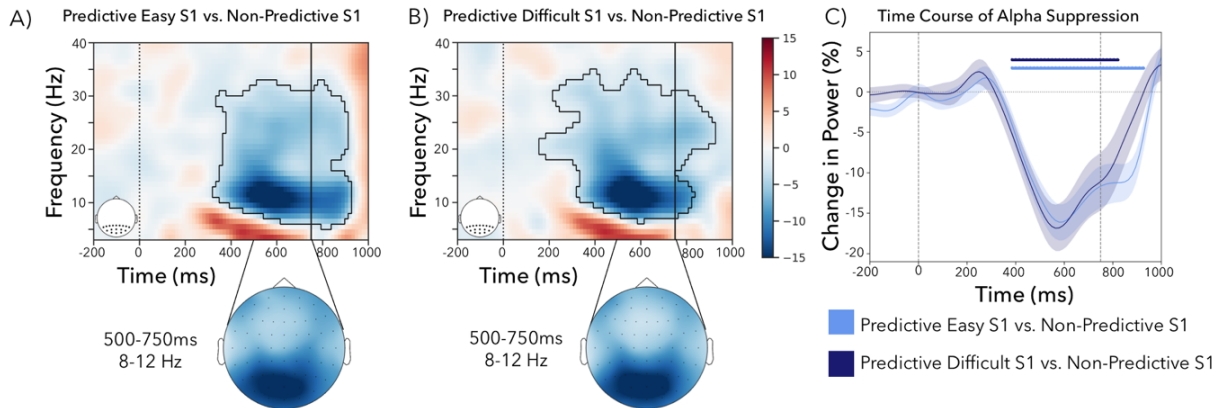 A)
Predictive Easy S1 vs. Non-Predictive S1
Frequency (Hz)
40
30
20
10
-200 0 200 400 600 800 1000
Time (ms)
500-750ms
8-12 Hz
B)
Predictive Difficult S1 vs. Non-Predictive S1
Frequency (Hz)
40
30
20
10
-200 0 200 400 600 800 1000
Time (ms)
15
10
5
0
−5
−10
−15
500-750ms
8-12 Hz
C)
Time Course of Alpha Suppression
Change in Power (%)
5
0
-5
-10
-15
-20
-200 0 200 400 600 800 1000
Time (ms)
Predictive Easy S1 vs. Non-Predictive S1
Predictive Difficult S1 vs. Non-Predictive S1